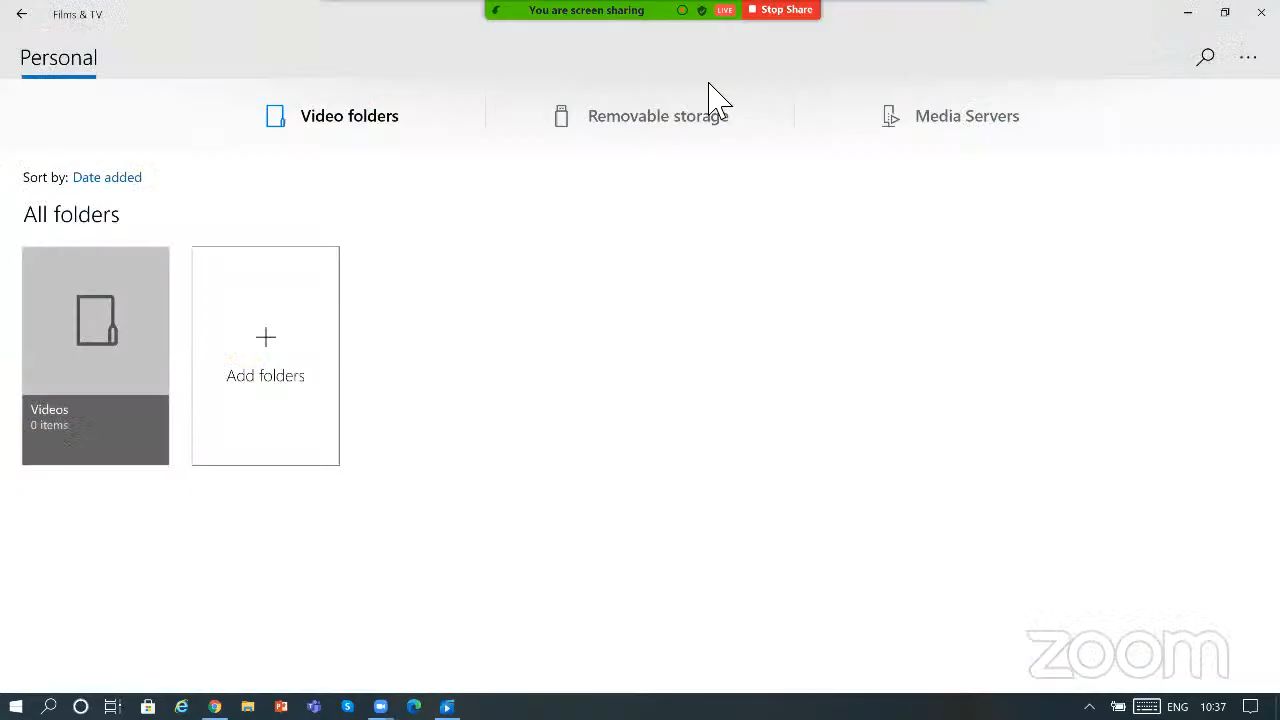 Films & TV
You are screen sharing
LIVE
Stop Share
Personal
Video folders
Removable storage
Media Servers
Sort by: Date added
All folders
Videos
0 items
Add folders
zoom
ENG
10:37